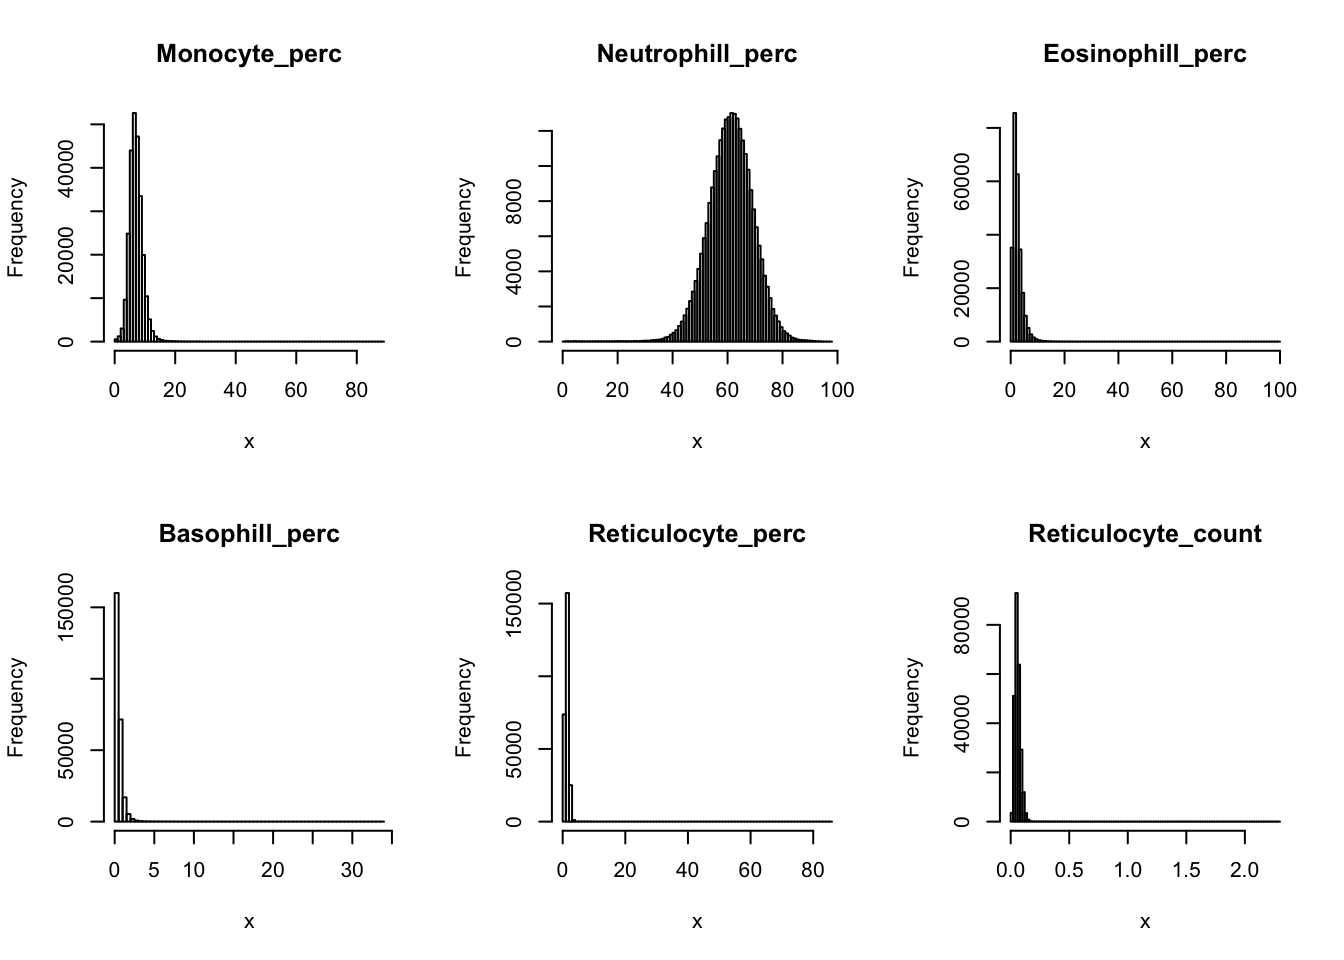 Monocyte_perc
Frequency
0 20000 40000
0 20 40 60 80
x
Neutrophill_perc
Frequency
0 4000 8000
0 20 40 60 80 100
x
Eosinophill_perc
Frequency
0 20000 60000
0 20 40 60 80 100
x
Basophill_perc
Frequency
0 50000 150000
0 5 10 20 30
x
Reticulocyte_perc
Frequency
0 50000 150000
0 20 40 60 80
x
Reticulocyte_count
Frequency
0 40000 80000
0.0 0.5 1.0 1.5 2.0
x